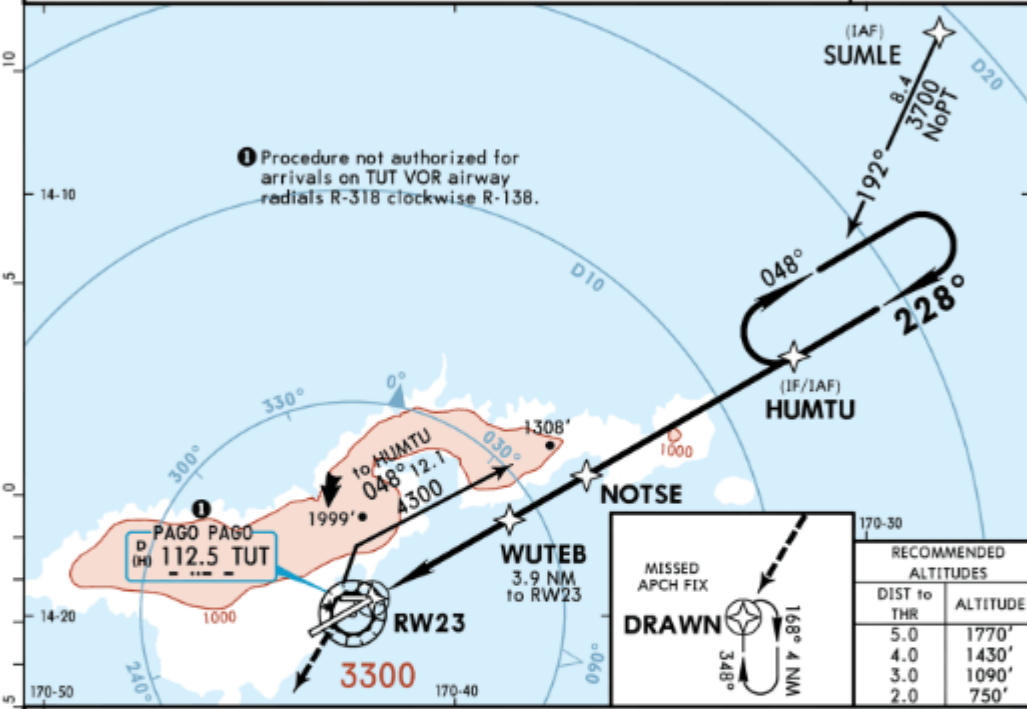 (IAF)
SUMLE
D20
8.4
3700
NoPT
192°
10
❶ Procedure not authorized for
arrivals on TUT VOR airway
radials R-318 clockwise R-138.
14-10
D10
048°
228°
5
(IF/IAF)
HUMTU
0°
330°
300°
030°
1308'
1000
to HUMTU
048° 12.1
4300
1999'
0
NOTSE
❶
PAGO PAGO
D
(H) 112.5 TUT
WUTEB
3.9 NM
to RW23
170-30
1000
14-20
RW23
3300
090°
240°
5
170-50
170-40
MISSED
APCH FIX
DRAWN
168° 4 NM
348°
RECOMMENDED
ALTITUDES
DIST to
THR
ALTITUDE
5.0 1770'
4.0 1430'
3.0 1090'
2.0 750'